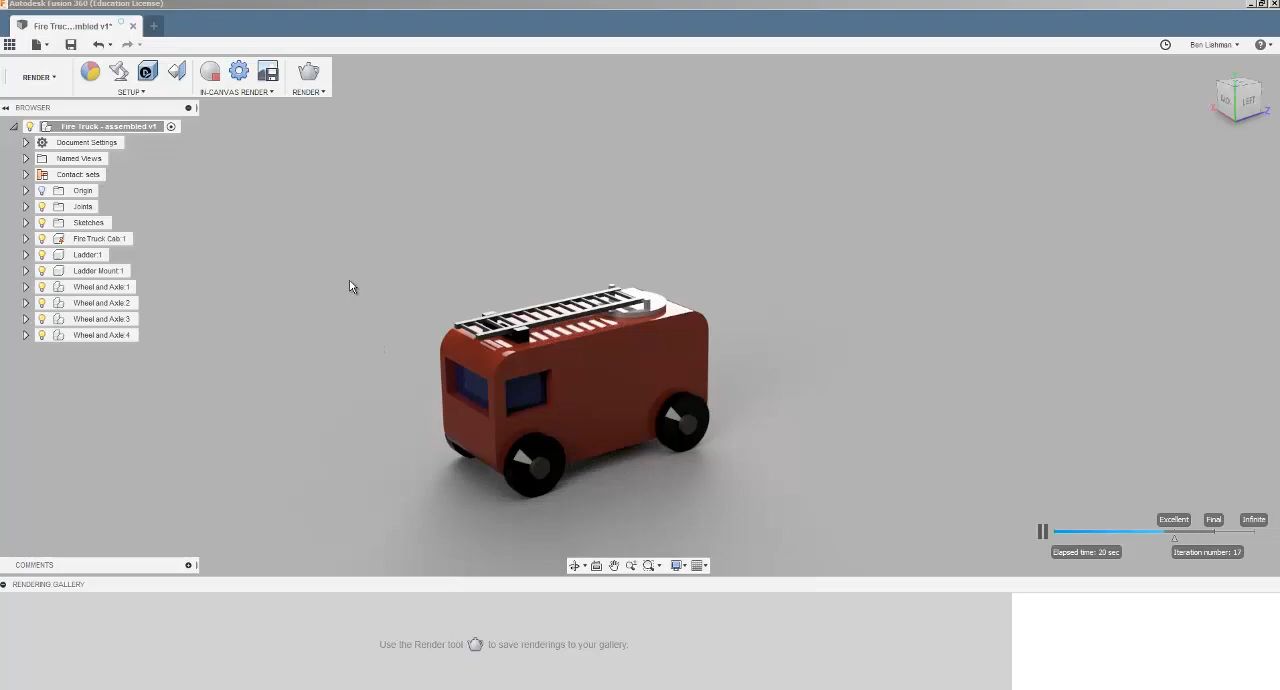 Autodesk Fusion 360 (Education License)
Fire Truc...mbled v1*
Ben Lishman
RENDER
SETUP
IN-CANVAS RENDER
RENDER
BROWSER
Fire Truck - assembled v1
Document Settings
Named Views
Contact: sets
Origin
Joints
Sketches
Fire Truck Cab:1
Ladder:1
Ladder Mount:1
Wheel and Axle:1
Wheel and Axle:2
Wheel and Axle:3
Wheel and Axle:4
LEFT
Excellent Final Infinite
Elapsed time: 20 sec Iteration number: 17
COMMENTS
RENDERING GALLERY
Use the Render tool to save renderings to your gallery.